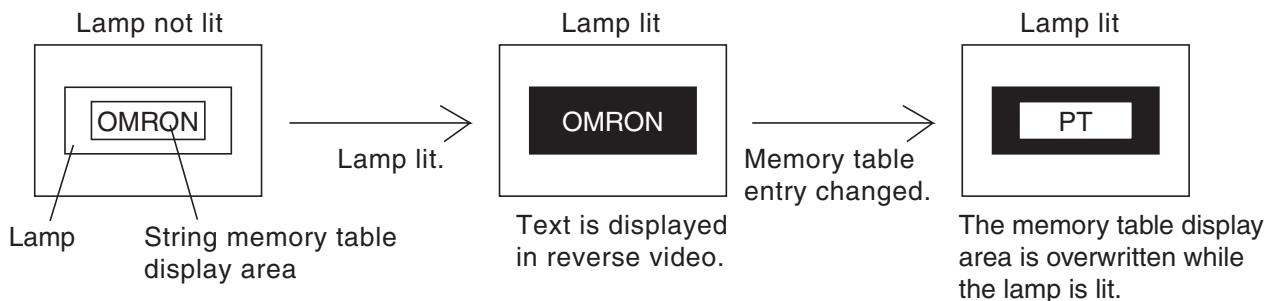 Lamp not lit
OMRON
Lamp
String memory table
display area
Lamp lit.
Lamp lit
OMRON
Text is displayed
in reverse video.
Memory table
entry changed.
Lamp lit
PT
The memory table display
area is overwritten while
the lamp is lit.